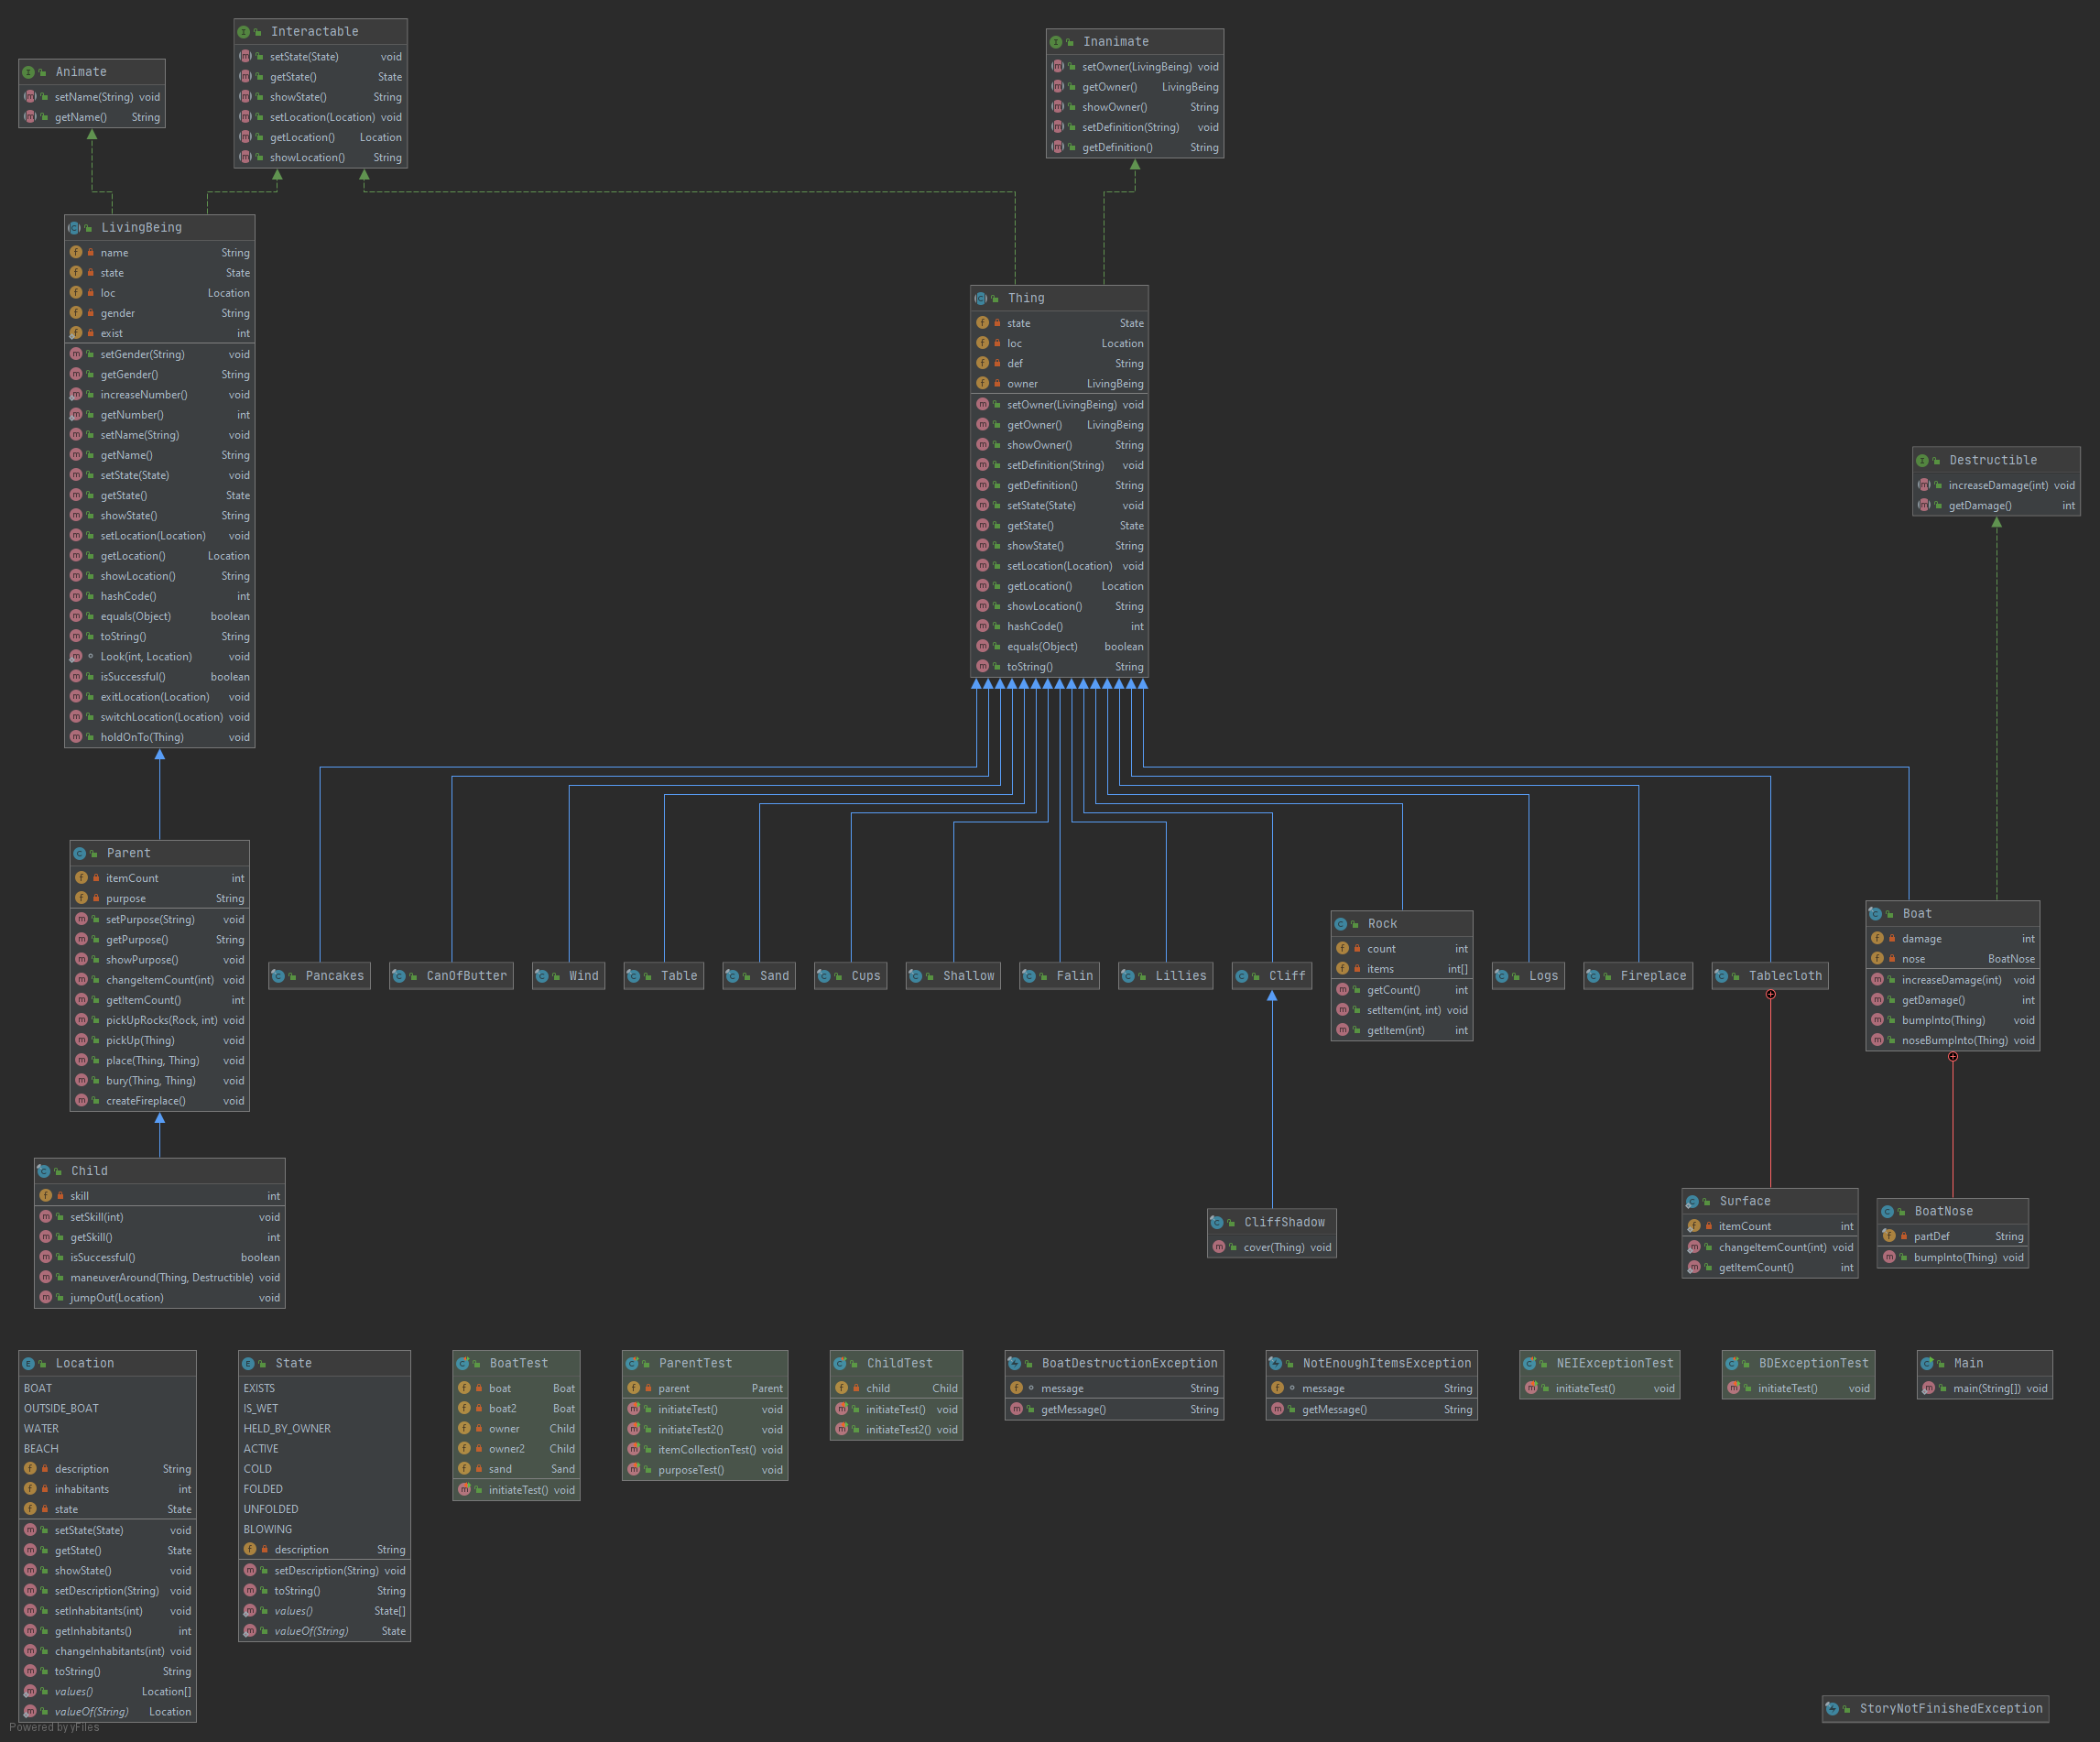 Interactable
setState(State) void
getState() State
showState() String
setLocation(Location) void
getLocation() Location
showLocation() String
Inanimate
setOwner(LivingBeing) void
getOwner() LivingBeing
showOwner() String
setDefinition(String) void
getDefinition() String
Animate
setName(String) void
getName() String
LivingBeing
name String
state State
loc Location
gender String
exist int
setGender(String) void
getGender() String
increaseNumber() void
getNumber() int
setName(String) void
getName() String
setState(State) void
getState() State
showState() String
setLocation(Location) void
getLocation() Location
showLocation() String
hashCode() int
equals(Object) boolean
toString() String
Look(int, Location) void
isSuccessful() boolean
exitLocation(Location) void
switchLocation(Location) void
holdOnTo(Thing) void
Thing
state State
loc Location
def String
owner LivingBeing
setOwner(LivingBeing) void
getOwner() LivingBeing
showOwner() String
setDefinition(String) void
getDefinition() String
setState(State) void
getState() State
showState() String
setLocation(Location) void
getLocation() Location
showLocation() String
hashCode() int
equals(Object) boolean
toString() String
Destructible
increaseDamage(int) void
getDamage() int
Parent
itemCount int
purpose String
setPurpose(String) void
getPurpose() String
showPurpose() void
changeItemCount(int) void
getItemCount() int
pickUpRocks(Rock, int) void
pickUp(Thing) void
place(Thing, Thing) void
bury(Thing, Thing) void
createFireplace() void
Pancakes
CanOfButter
Wind
Table
Sand
Cups
Shallow
Falin
Lillies
Cliff
Rock
count int
items int[]
getCount() int
setItem(int, int) void
getItem(int) int
Logs
Fireplace
Tablecloth
Boat
damage int
nose BoatNose
increaseDamage(int) void
getDamage() int
bumpInto(Thing) void
noseBumpInto(Thing) void
Child
skill int
setSkill(int) void
getSkill() int
isSuccessful() boolean
maneuverAround(Thing, Destructible) void
jumpOut(Location) void
CliffShadow
cover(Thing) void
Surface
itemCount int
changeItemCount(int) void
getItemCount() int
BoatNose
partDef String
bumpInto(Thing) void
Location
BOAT
OUTSIDE_BOAT
WATER
BEACH
description String
inhabitants int
state State
setState(State) void
getState() State
showState() void
setDescription(String) void
setInhabitants(int) void
getInhabitants() int
changeInhabitants(int) void
toString() String
values() Location[]
valueOf(String) Location
State
EXISTS
IS_WET
HELD_BY_OWNER
ACTIVE
COLD
FOLDED
UNFOLDED
BLOWING
description String
setDescription(String) void
toString() String
values() State[]
valueOf(String) State
BoatTest
boat Boat
boat2 Boat
owner Child
owner2 Child
sand Sand
initiateTest() void
ParentTest
parent Parent
initiateTest() void
initiateTest2() void
itemCollectionTest() void
purposeTest() void
ChildTest
child Child
initiateTest() void
initiateTest2() void
BoatDestructionException
message String
getMessage() String
NotEnoughItemsException
message String
getMessage() String
NEIExceptionTest
initiateTest() void
BDExceptionTest
initiateTest() void
Main
main(String[]) void
StoryNotFinishedException
Powered by yFiles